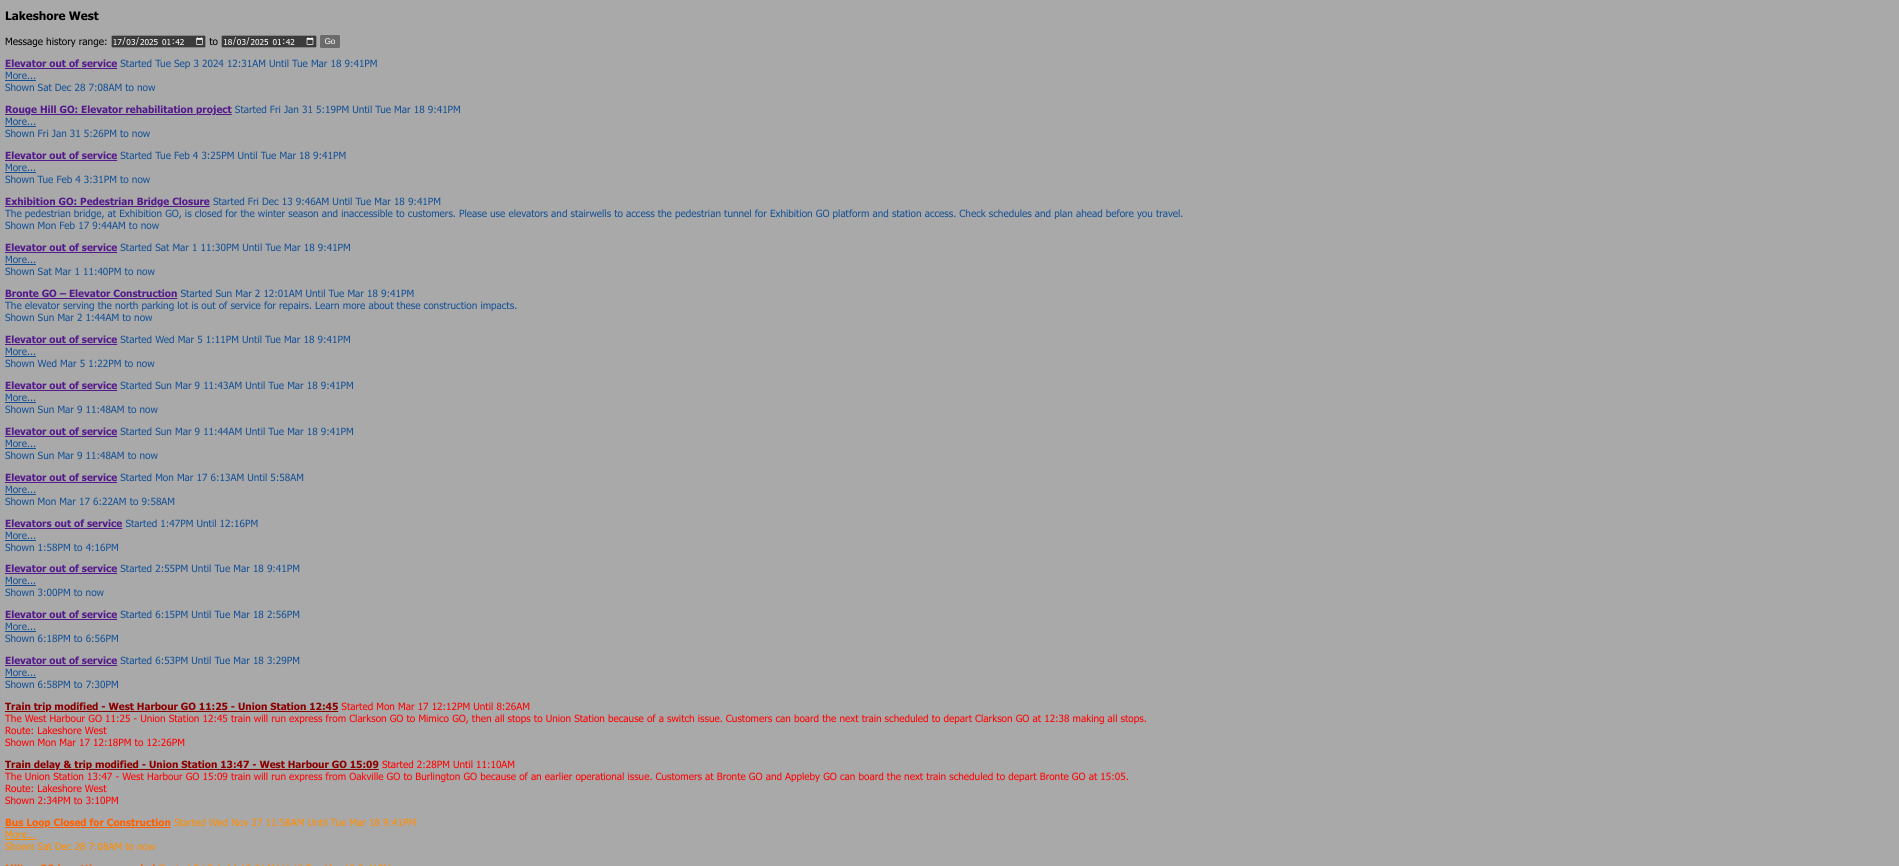 Lakeshore West
Message history range: 17/03/2025 01:42 to 18/03/2025 01:42 Go
Elevator out of service Started Tue Sep 3 2024 12:31AM Until Tue Mar 18 9:41PM
More...
Shown Sat Dec 28 7:08AM to now
Rouge Hill GO: Elevator rehabilitation project Started Fri Jan 31 5:19PM Until Tue Mar 18 9:41PM
More...
Shown Fri Jan 31 5:26PM to now
Elevator out of service Started Tue Feb 4 3:25PM Until Tue Mar 18 9:41PM
More...
Shown Tue Feb 4 3:31PM to now
Exhibition GO: Pedestrian Bridge Closure Started Fri Dec 13 9:46AM Until Tue Mar 18 9:41PM
The pedestrian bridge, at Exhibition GO, is closed for the winter season and inaccessible to customers. Please use elevators and stairwells to access the pedestrian tunnel for Exhibition GO platform and station access. Check schedules and plan ahead before you travel.
Shown Mon Feb 17 9:44AM to now
Elevator out of service Started Sat Mar 1 11:30PM Until Tue Mar 18 9:41PM
More...
Shown Sat Mar 1 11:40PM to now
Bronte GO – Elevator Construction Started Sun Mar 2 12:01AM Until Tue Mar 18 9:41PM
The elevator serving the north parking lot is out of service for repairs. Learn more about these construction impacts.
Shown Sun Mar 2 1:44AM to now
Elevator out of service Started Wed Mar 5 1:11PM Until Tue Mar 18 9:41PM
More...
Shown Wed Mar 5 1:22PM to now
Elevator out of service Started Sun Mar 9 11:43AM Until Tue Mar 18 9:41PM
More...
Shown Sun Mar 9 11:48AM to now
Elevator out of service Started Sun Mar 9 11:44AM Until Tue Mar 18 9:41PM
More...
Shown Sun Mar 9 11:48AM to now
Elevator out of service Started Mon Mar 17 6:13AM Until 5:58AM
More...
Shown Mon Mar 17 6:22AM to 9:58AM
Elevators out of service Started 1:47PM Until 12:16PM
More...
Shown 1:58PM to 4:16PM
Elevator out of service Started 2:55PM Until Tue Mar 18 9:41PM
More...
Shown 3:00PM to now
Elevator out of service Started 6:15PM Until Tue Mar 18 2:56PM
More...
Shown 6:18PM to 6:56PM
Elevator out of service Started 6:53PM Until Tue Mar 18 3:29PM
More...
Shown 6:58PM to 7:30PM
Train trip modified - West Harbour GO 11:25 - Union Station 12:45 Started Mon Mar 17 12:12PM Until 8:26AM
The West Harbour GO 11:25 - Union Station 12:45 train will run express from Clarkson GO to Mimico GO, then all stops to Union Station because of a switch issue. Customers can board the next train scheduled to depart Clarkson GO at 12:38 making all stops.
Route: Lakeshore West
Shown Mon Mar 17 12:18PM to 12:26PM
Train delay & trip modified - Union Station 13:47 - West Harbour GO 15:09 Started 2:28PM Until 11:10AM
The Union Station 13:47 - West Harbour GO 15:09 train will run express from Oakville GO to Burlington GO because of an earlier operational issue. Customers at Bronte GO and Appleby GO can board the next train scheduled to depart Bronte GO at 15:05.
Route: Lakeshore West
Shown 2:34PM to 3:10PM
Bus Loop Closed for Construction Started Wed Nov 27 11:58AM Until Tue Mar 18 9:41PM
More...
Shown Sat Dec 28 7:08AM to now